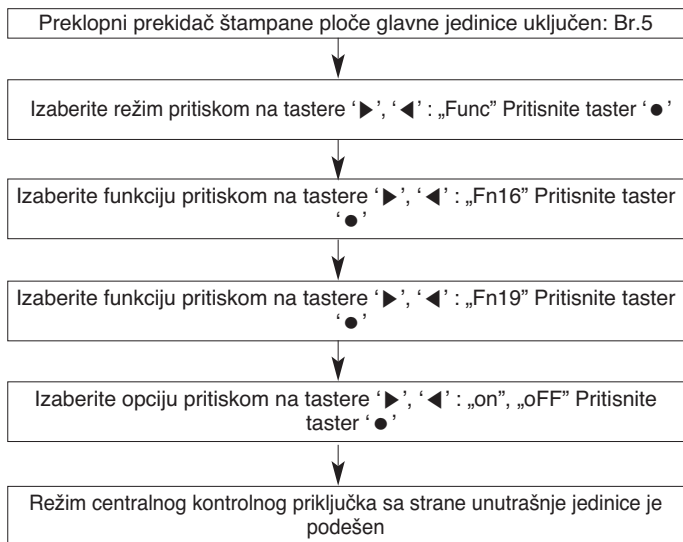 Preklopni prekidač štampane ploče glavne jedinice uključen: Br.5
Izaberite režim pritiskom na tastere ‘▶’, ‘◀’ : „Func” Pritisnite taster ‘●’
Izaberite funkciju pritiskom na tastere ‘▶’, ‘◀’ : „Fn16” Pritisnite taster
‘●’
Izaberite funkciju pritiskom na tastere ‘▶’, ‘◀’ : „Fn19” Pritisnite taster
‘●’
Izaberite opciju pritiskom na tastere ‘▶’, ‘◀’ : „on”, „oFF” Pritisnite
taster ‘●’
Režim centralnog kontrolnog priključka sa strane unutrašnje jedinice je
podešen